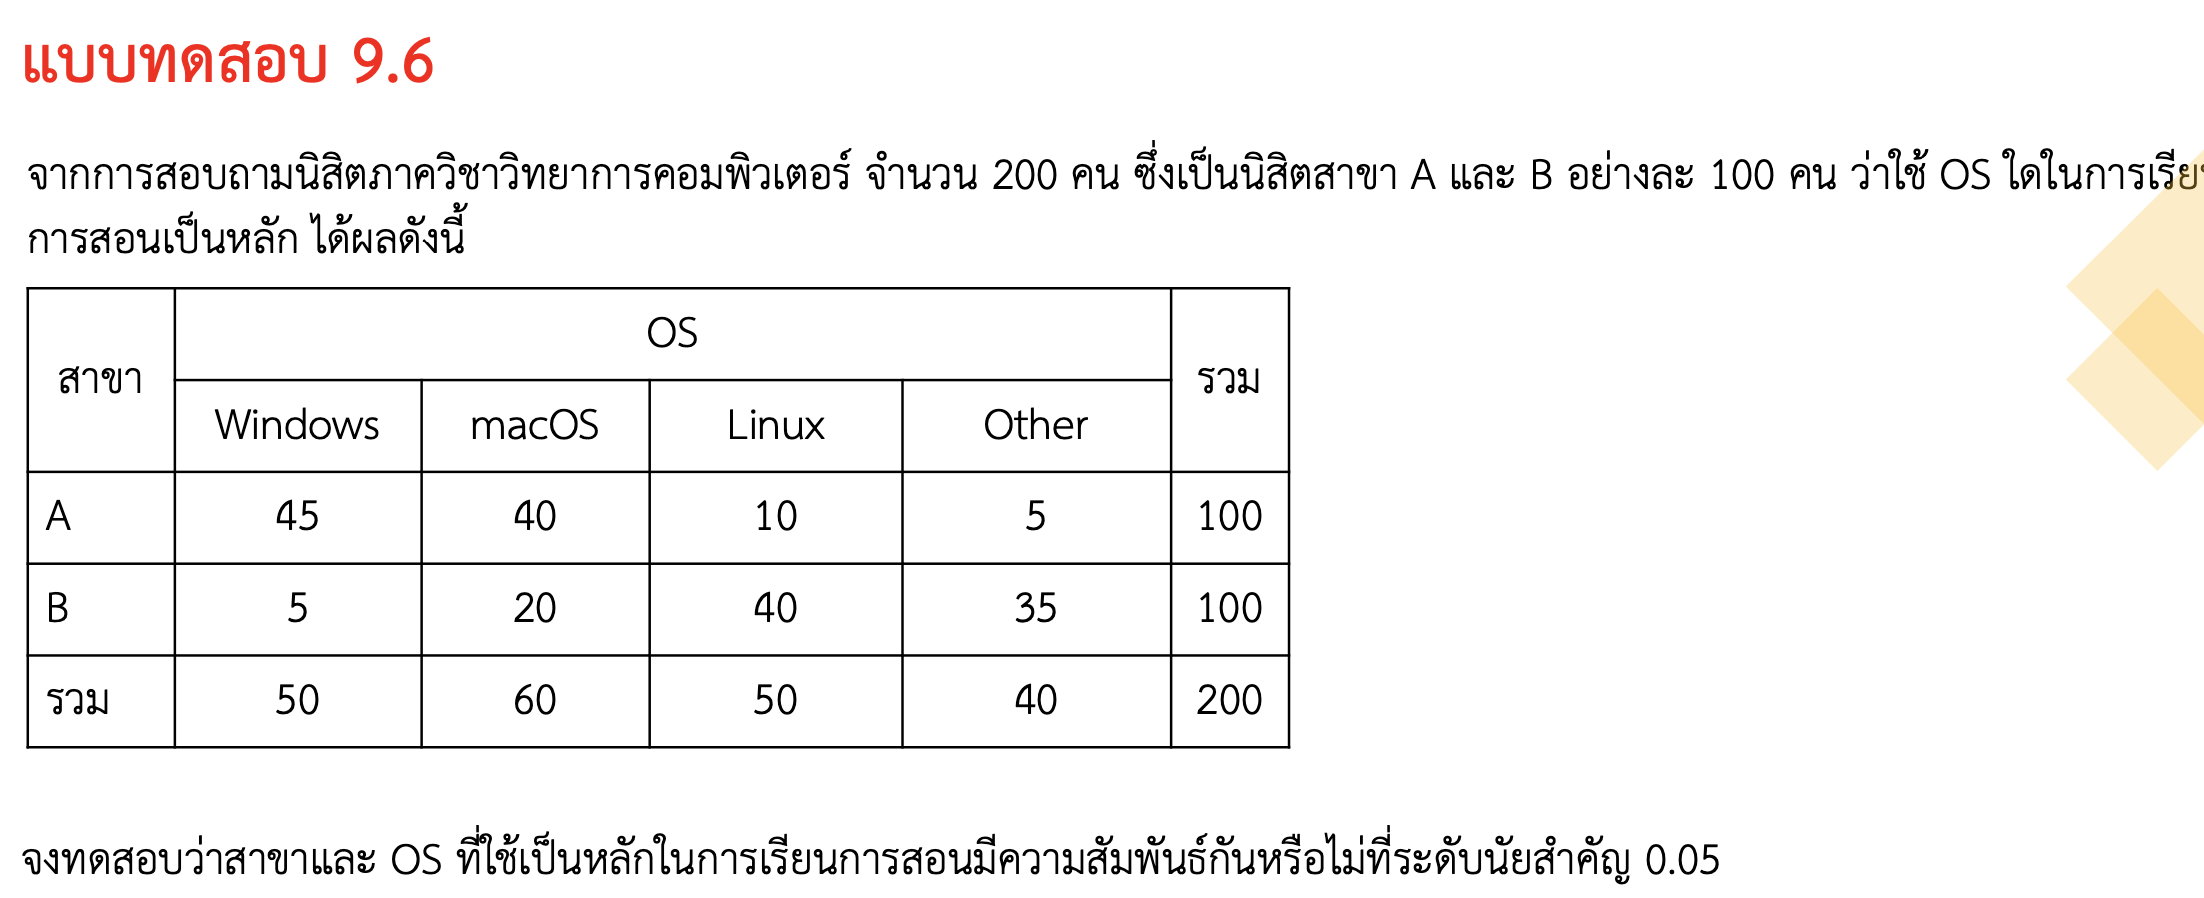 แบบทดสอบ 9.6
จากการสอบถามนิสิตภาควิชาวิทยาการคอมพิวเตอร์ จำนวน 200 คน ซึ่งเป็นนิสิตสาขา A และ B อย่างละ 100 คน ว่าใช้ OS ใดในการเรีย
การสอนเป็นหลัก ได้ผลดังนี้
สาขา OS รวม
Windows macOS Linux Other
A 45 40 10 5 100
B 5 20 40 35 100
รวม 50 60 50 40 200
จงทดสอบว่าสาขาและ OS ที่ใช้เป็นหลักในการเรียนการสอนมีความสัมพันธ์กันหรือไม่ที่ระดับนัยสำคัญ 0.05